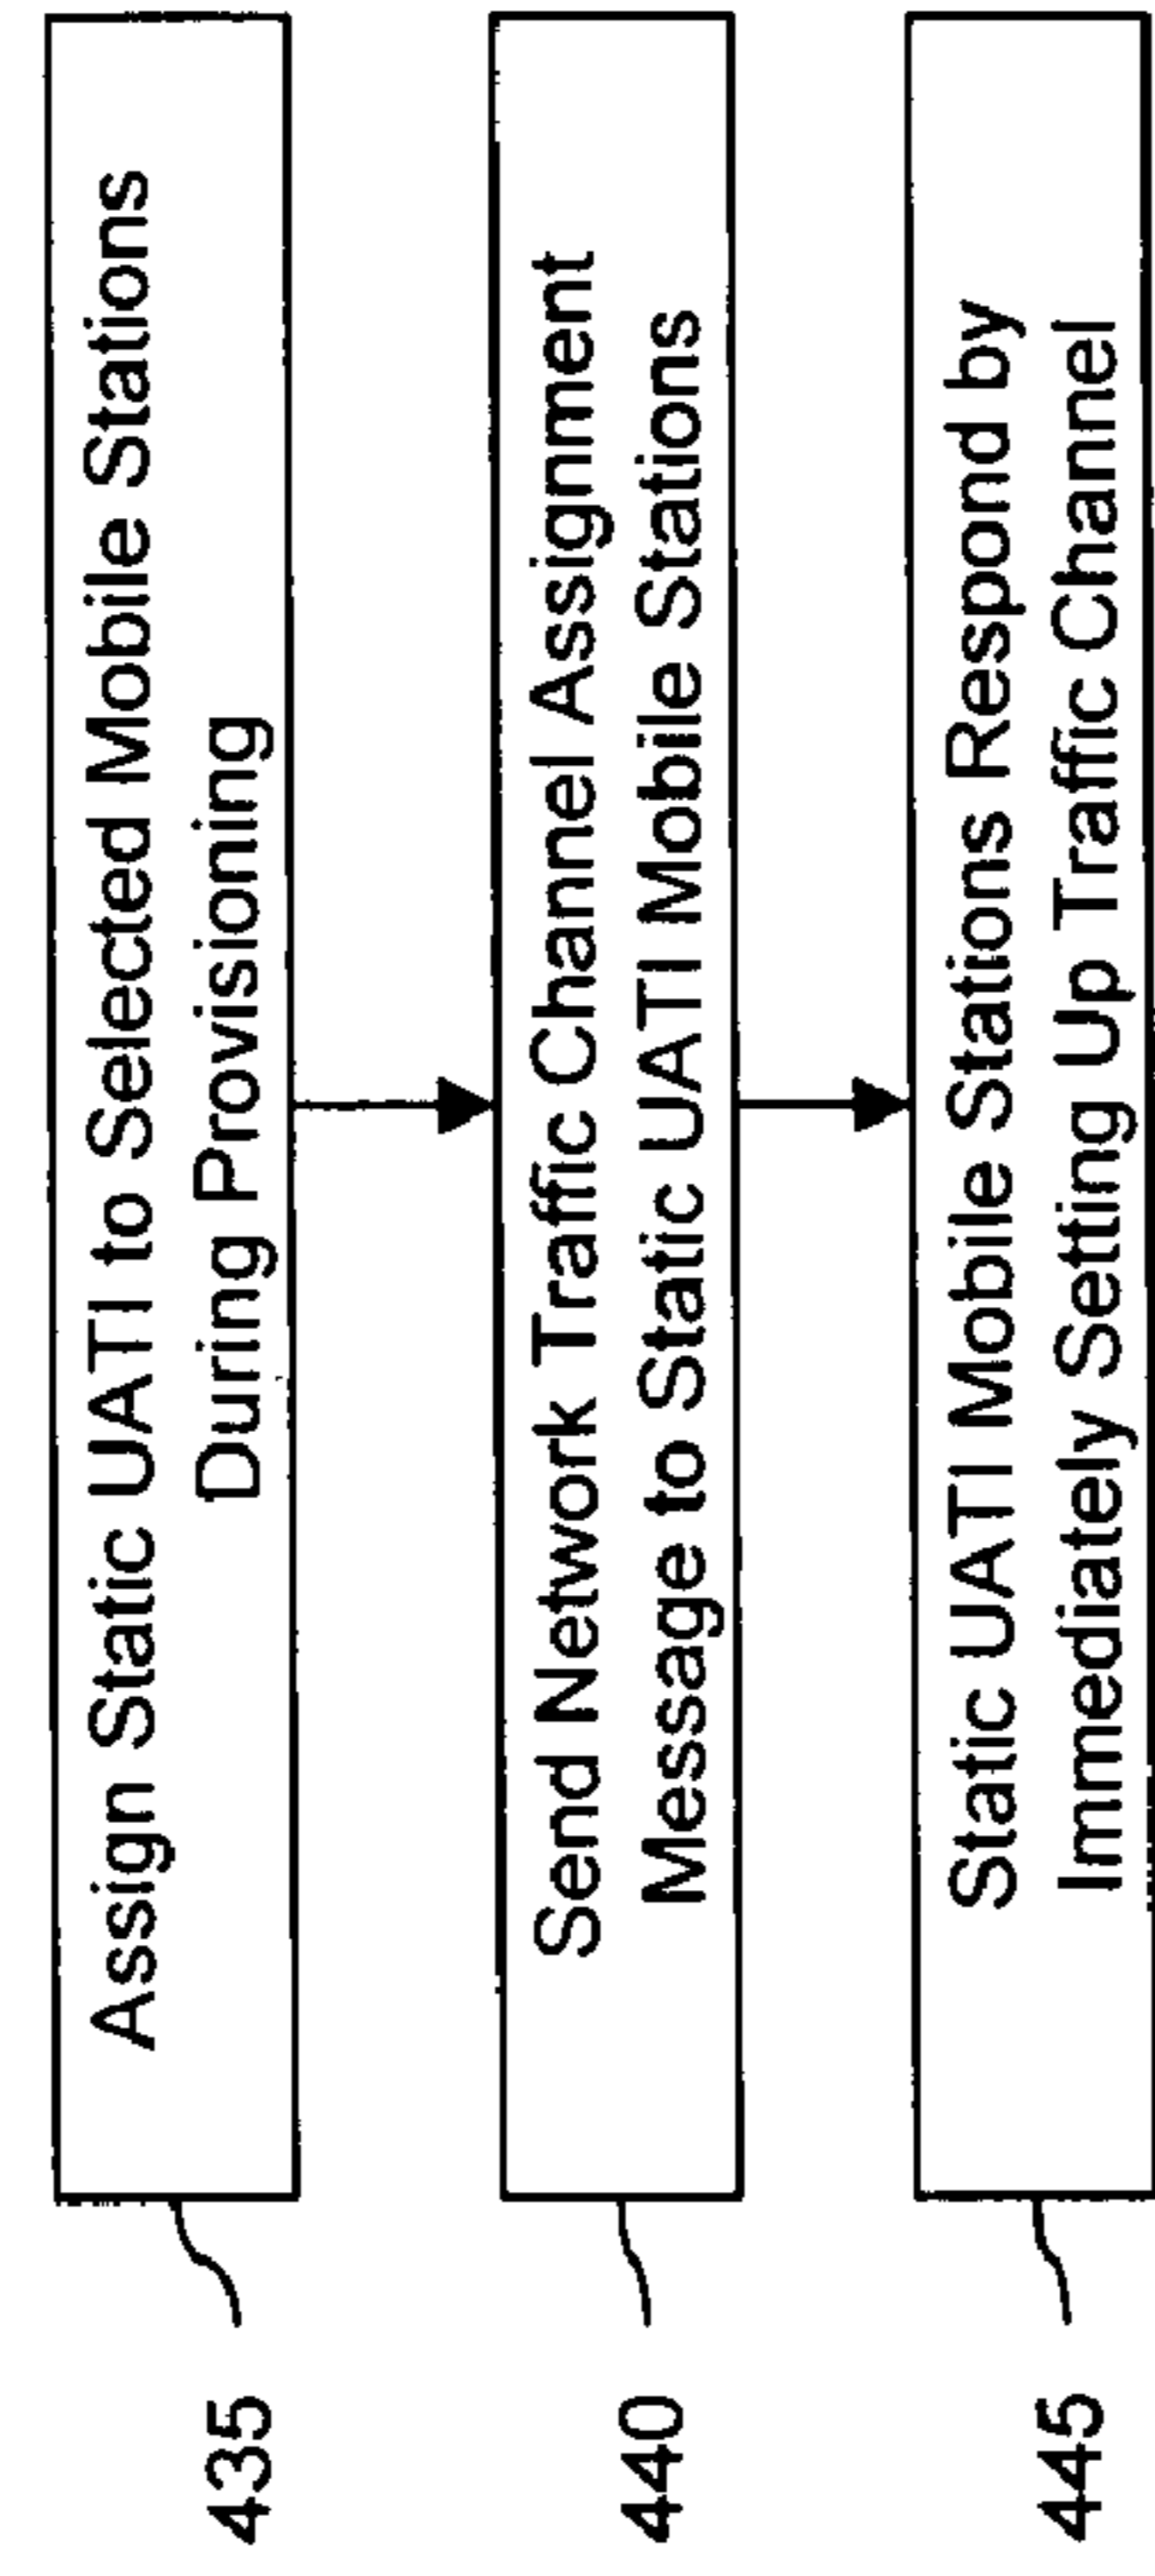 435
Assign Static UATI to Selected Mobile Stations
During Provisioning
440
Send Network Traffic Channel Assignment
Message to Static UATI Mobile Stations
445
Static UATI Mobile Stations Respond by
Immediately Setting Up Traffic Channel